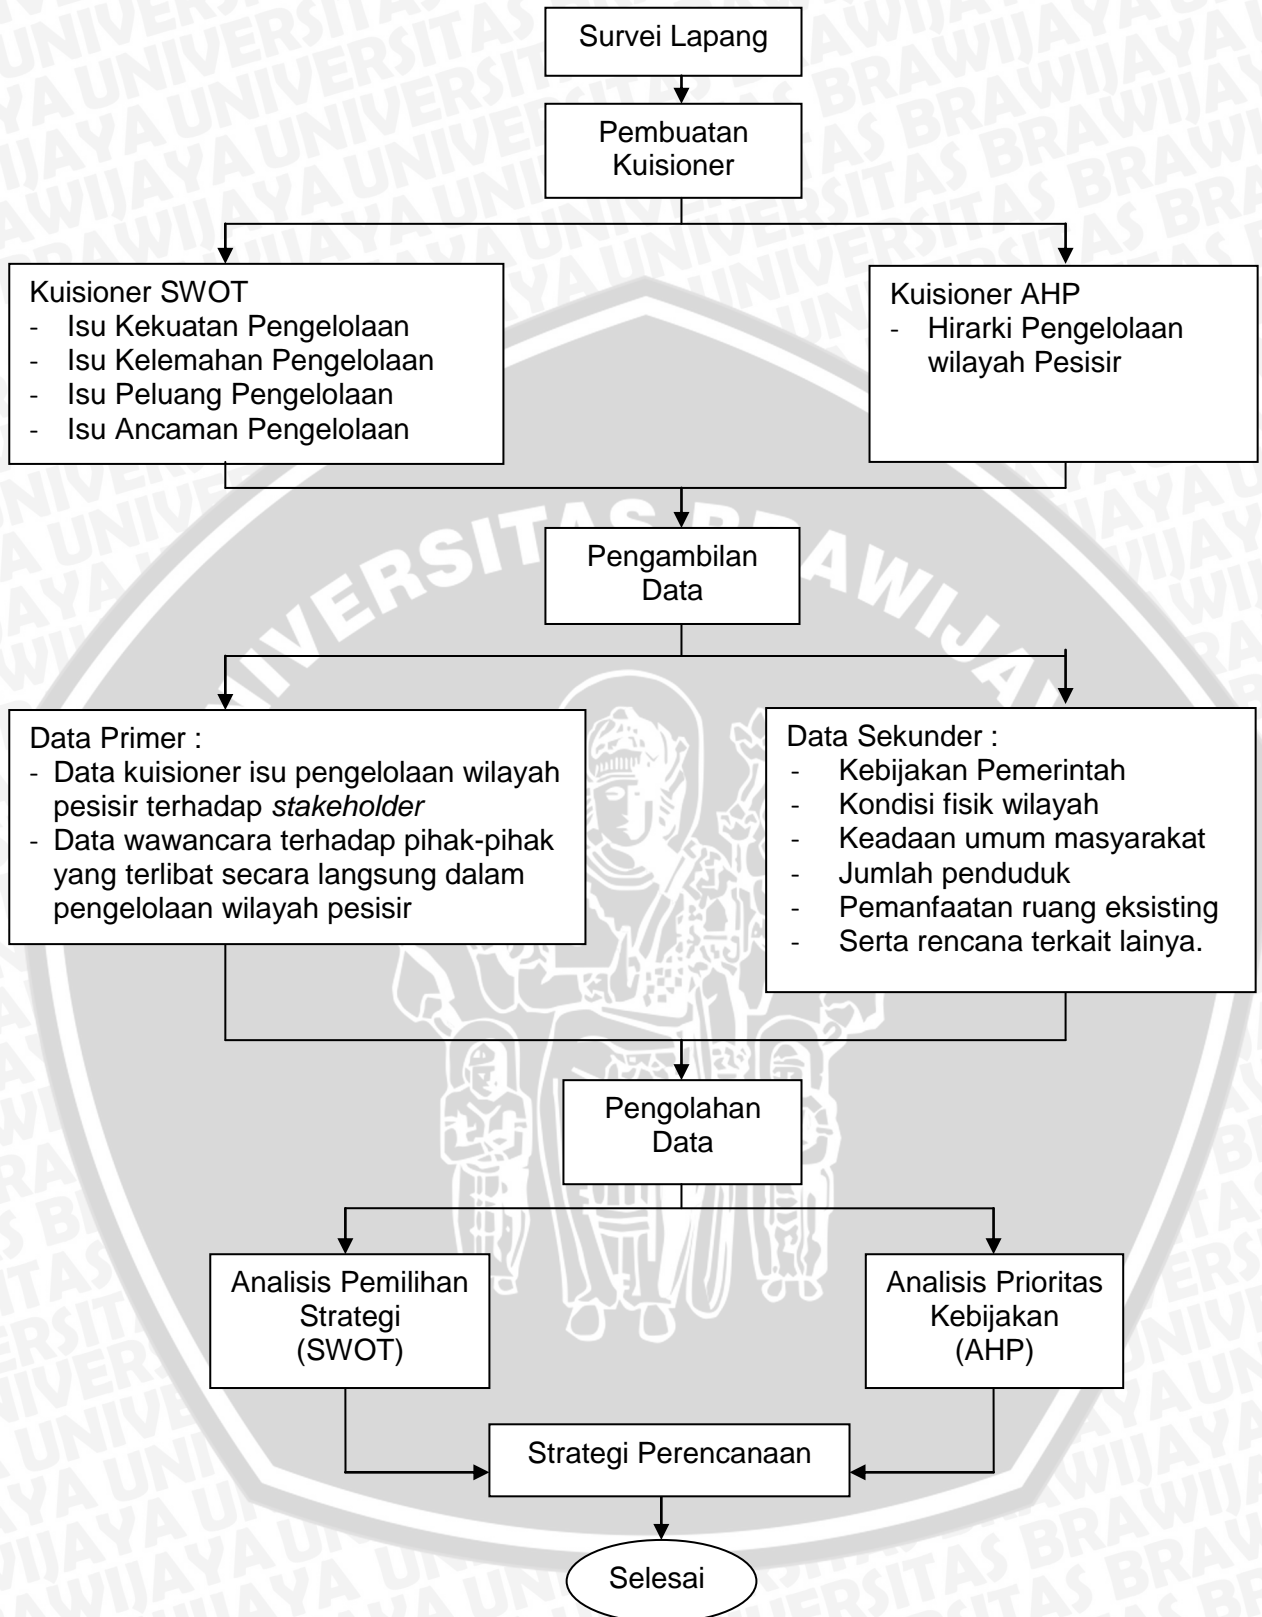 Survei Lapang
Pembuatan
Kuisioner
Kuisioner SWOT
- Isu Kekuatan Pengelolaan
- Isu Kelemahan Pengelolaan
- Isu Peluang Pengelolaan
- Isu Ancaman Pengelolaan
Kuisioner AHP
- Hirarki Pengelolaan
wilayah Pesisir
Pengambilan
Data
Data Primer :
- Data kuisioner isu pengelolaan wilayah
pesisir terhadap stakeholder
- Data wawancara terhadap pihak-pihak
yang terlibat secara langsung dalam
pengelolaan wilayah pesisir
Data Sekunder :
- Kebijakan Pemerintah
- Kondisi fisik wilayah
- Keadaan umum masyarakat
- Jumlah penduduk
- Pemanfaatan ruang eksisting
- Serta rencana terkait lainya.
Pengolahan
Data
Analisis Pemilihan
Strategi
(SWOT)
Analisis Prioritas
Kebijakan
(AHP)
Strategi Perencanaan
Selesai